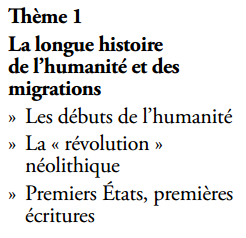 Thème 1
La longue histoire
de l’humanité et des
migrations
» Les débuts de l’humanité
» La « révolution »
néolithique
» Premiers États, premières
écritures